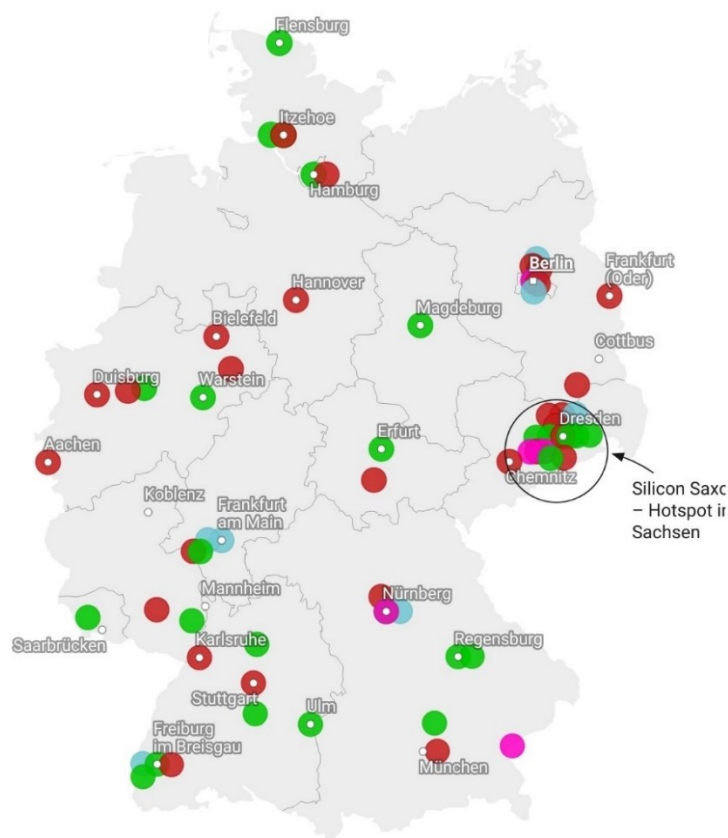 Flensburg
Itzehoe
Hamburg
Berlin
Frankfurt
(Oder)
Hannover
Bielefeld
Magdeburg
Cottbus
Duisburg
Warstein
Dresden
Erfurt
Aachen
Chemnitz
Koblenz
Silicon Saxo
– Hotspot in
Sachsen
Frankfurt
am Main
Mannheim
Nürnberg
Saarbrücken
Karlsruhe
Regensburg
Stuttgart
Ulm
Freiburg
im Breisgau
München